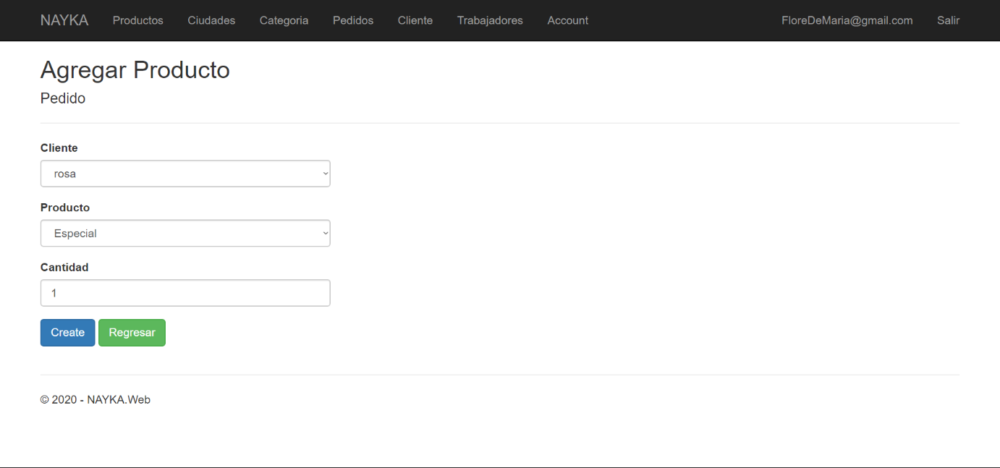 NAYKA Productos Ciudades Categoria Pedidos Cliente Trabajadores Account FloreDeMaria@gmail.com Salir
Agregar Producto
Pedido
Cliente
rosa
Producto
Especial
Cantidad
1
Create Regresar
© 2020 - NAYKA.Web